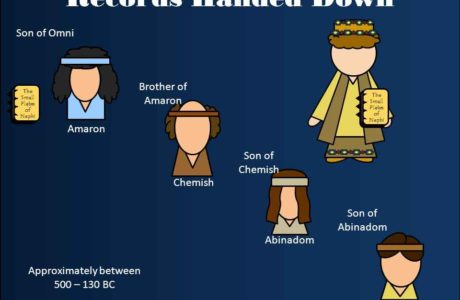 Records Handed Down
Son of Omni
The
Small
Plates
of
Nephi
Amaron
Brother of
Amaron
Chemish
Son of
Chemish
Abinadom
The
Small
Plates
of
Nephi
Son of
Abinadom
Approximately between
500 – 130 BC